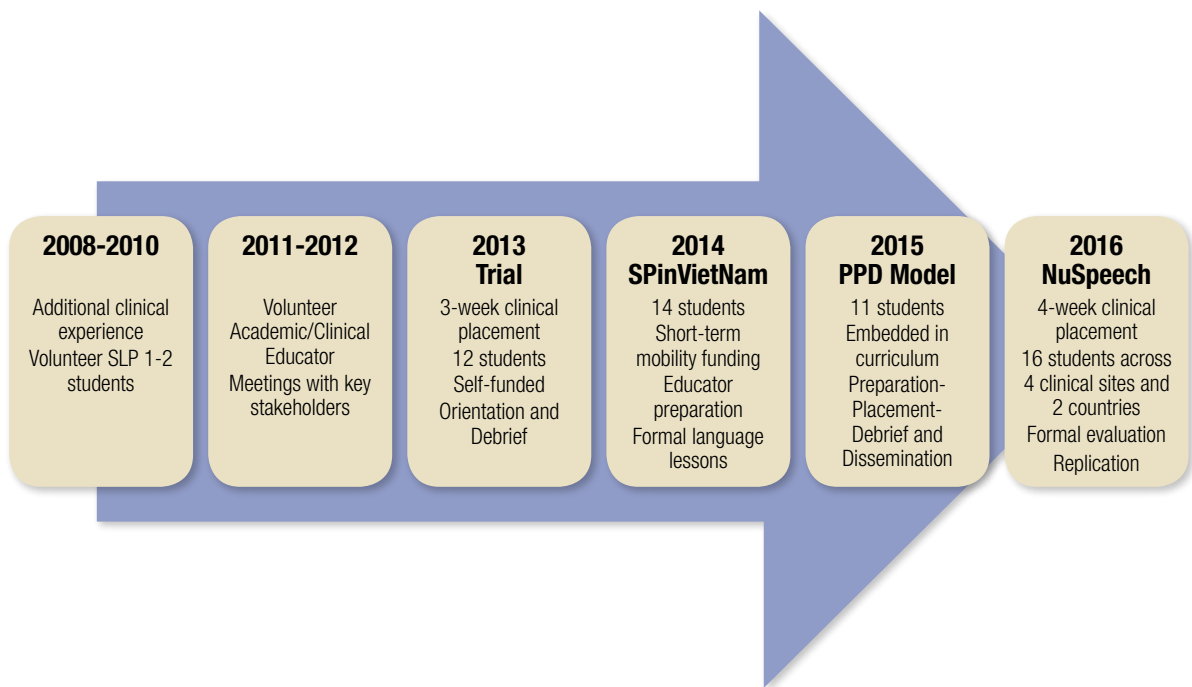 2008-2010
Additional clinical
experience
Volunteer SLP 1-2
students
2011-2012
Volunteer
Academic/Clinical
Educator
Meetings with key
stakeholders
2013
Trial
3-week clinical
placement
12 students
Self-funded
Orientation and
Debrief
2014
SPinVietNam
14 students
Short-term
mobility funding
Educator
preparation
Formal language
lessons
2015
PPD Model
11 students
Embedded in
curriculum
Preparation-
Placement-
Debrief and
Dissemination
2016
NuSpeech
4-week clinical
placement
16 students across
4 clinical sites and
2 countries
Formal evaluation
Replication